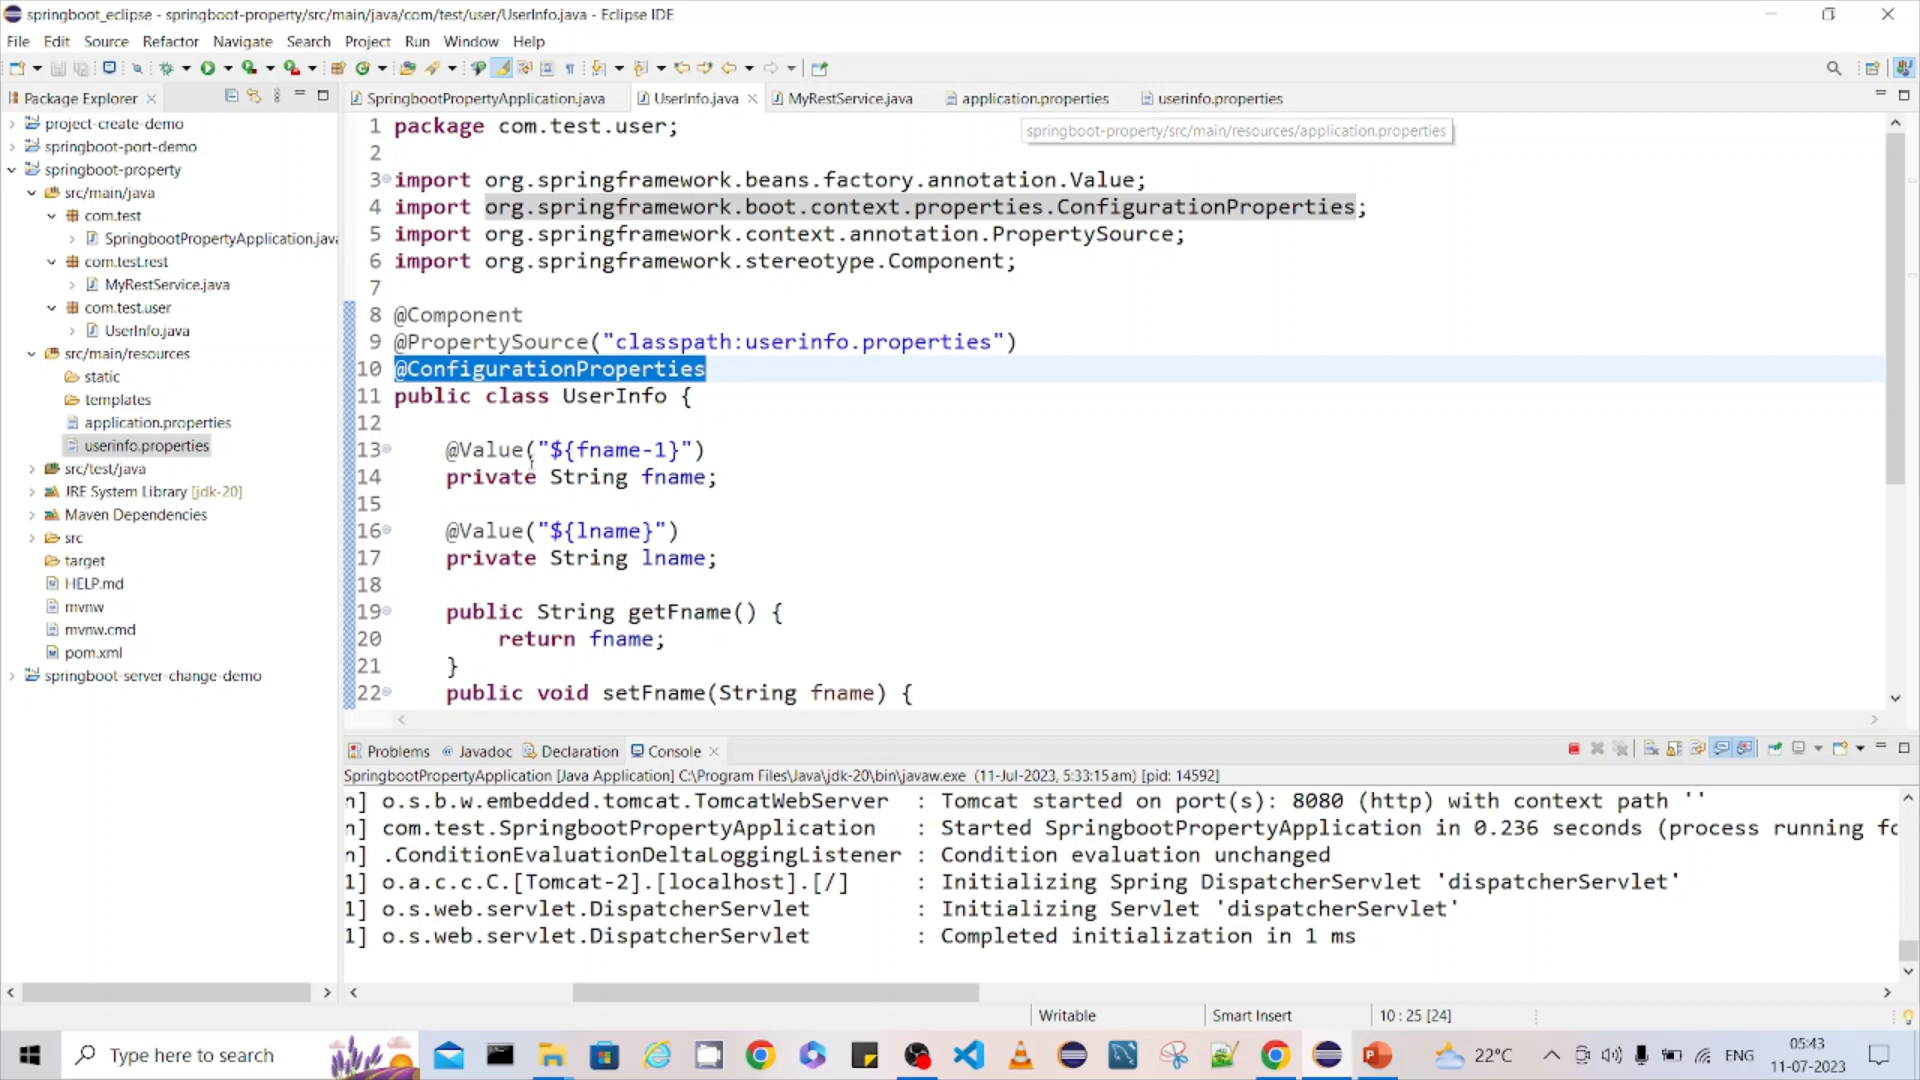 springboot_eclipse - springboot-property/src/main/java/com/test/user/UserInfo.java - Eclipse IDE
File Edit Source Refactor Navigate Search Project Run Window Help
Package Explorer
project-create-demo
springboot-port-demo
springboot-property
src/main/java
com.test
SpringbootPropertyApplication.java
com.test.rest
MyRestService.java
com.test.user
UserInfo.java
src/main/resources
static
templates
application.properties
userinfo.properties
src/test/java
JRE System Library [jdk-20]
Maven Dependencies
src
target
HELP.md
mvnw
mvnw.cmd
pom.xml
springboot-server-change-demo
SpringbootPropertyApplication.java UserInfo.java MyRestService.java application.properties userinfo.properties
springboot-property/src/main/resources/application.properties
1 package com.test.user;
2
3 import org.springframework.beans.factory.annotation.Value;
4 import org.springframework.boot.context.properties.ConfigurationProperties;
5 import org.springframework.context.annotation.PropertySource;
6 import org.springframework.stereotype.Component;
7
8 @Component
9 @PropertySource("classpath:userinfo.properties")
10 @ConfigurationProperties
11 public class UserInfo {
12
13 @Value("${fname-1}")
14 private String fname;
15
16 @Value("${lname}")
17 private String lname;
18
19 public String getFname() {
20 return fname;
21 }
22 public void setFname(String fname) {
Problems Javadoc Declaration Console
SpringbootPropertyApplication [Java Application] C:\Program Files\Java\jdk-20\bin\javaw.exe (11-Jul-2023, 5:33:15 am) [pid: 14592]
n] o.s.b.w.embedded.tomcat.TomcatWebServer : Tomcat started on port(s): 8080 (http) with context path ''
n] com.test.SpringbootPropertyApplication : Started SpringbootPropertyApplication in 0.236 seconds (process running fo
n] .ConditionEvaluationDeltaLoggingListener : Condition evaluation unchanged
1] o.a.c.c.C.[Tomcat-2].[localhost].[/] : Initializing Spring DispatcherServlet 'dispatcherServlet'
1] o.s.web.servlet.DispatcherServlet : Initializing Servlet 'dispatcherServlet'
1] o.s.web.servlet.DispatcherServlet : Completed initialization in 1 ms
Writable Smart Insert 10 : 25 [24]
Type here to search
22°C ENG 05:43
11-07-2023